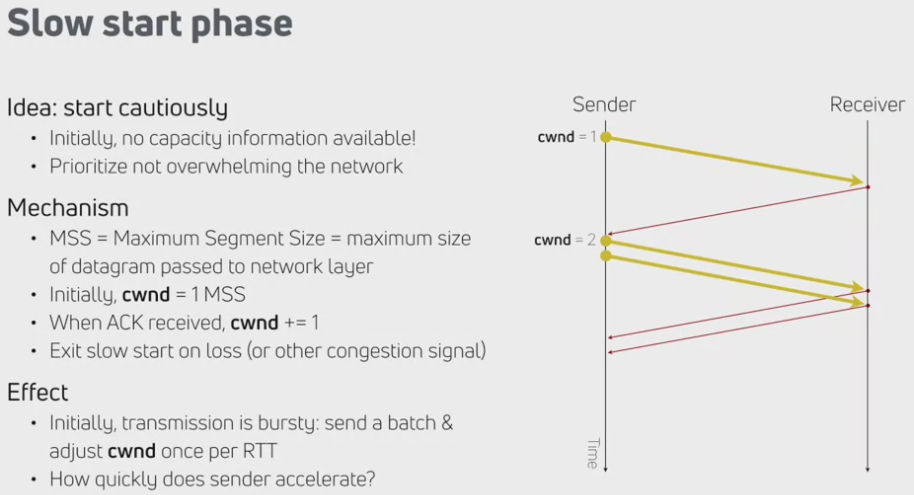 Slow start phase
Idea: start cautiously
• Initially, no capacity information available!
• Prioritize not overwhelming the network
Mechanism
• MSS = Maximum Segment Size = maximum size
of datagram passed to network layer
• Initially, cwnd = 1 MSS
• When ACK received, cwnd += 1
• Exit slow start on loss (or other congestion signal)
Effect
• Initially, transmission is bursty: send a batch &
adjust cwnd once per RTT
• How quickly does sender accelerate?
Sender
Receiver
cwnd = 1
cwnd = 2
Time